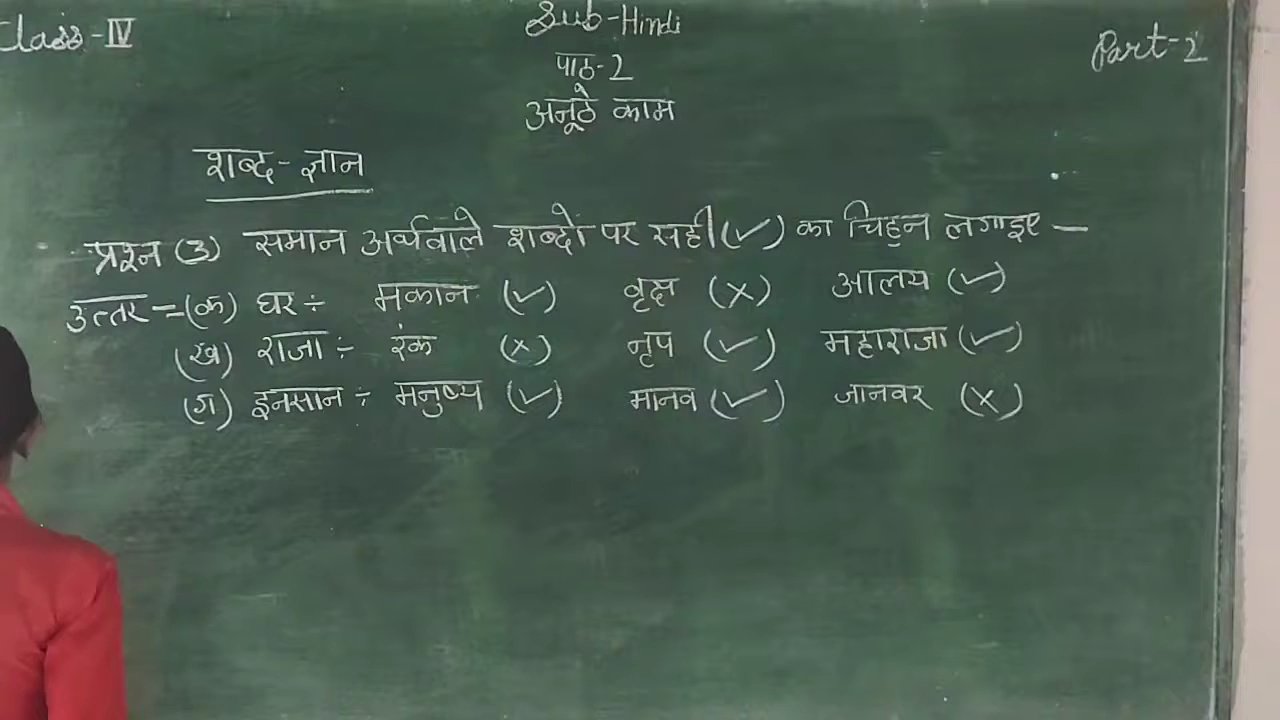 Class-IV
Sub-Hindi
Part-2
पाठ-2
अनूठे काम
शब्द-ज्ञान
प्रश्न (3) समान अर्थवाले शब्दों पर सही (✓) का चिह्न लगाइए —
उत्तर = (क) घर ÷ मकान (✓) वृक्ष (×) आलय (✓)
(ख) राजा ÷ रंक (×) नृप (✓) महाराजा (✓)
(ग) इनसान ÷ मनुष्य (✓) मानव (✓) जानवर (×)